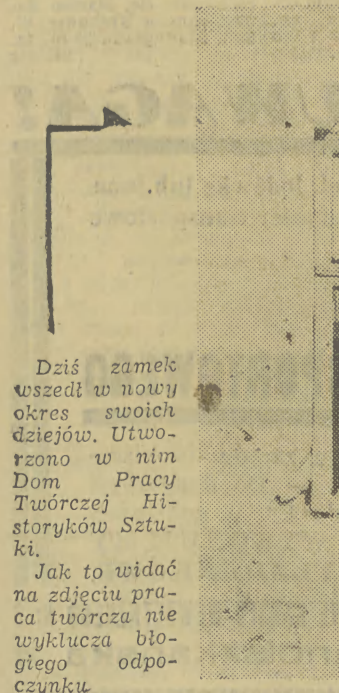 Dziś zamek
wszedł w nowy
okres swoich
dziejów. Utwo-
rzono w nim
Dom Pracy
Twórczej Hi-
storyków Sztu-
ki.
Jak to widać
na zdjęciu pra-
ca twórcza nie
wyklucza bło-
giego odpo-
czynku